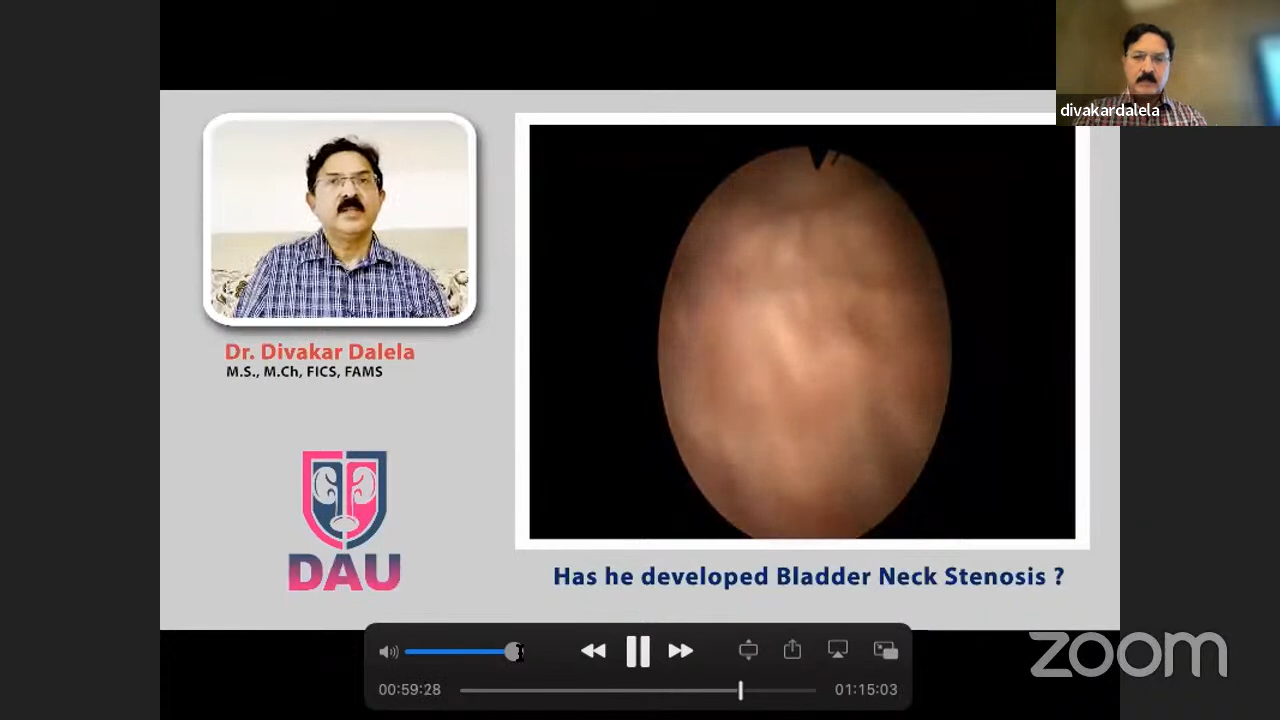 divakardalela
Dr. Divakar Dalela
M.S., M.Ch, FICS, FAMS
DAU
Has he developed Bladder Neck Stenosis ?
00:59:28
01:15:03
zoom